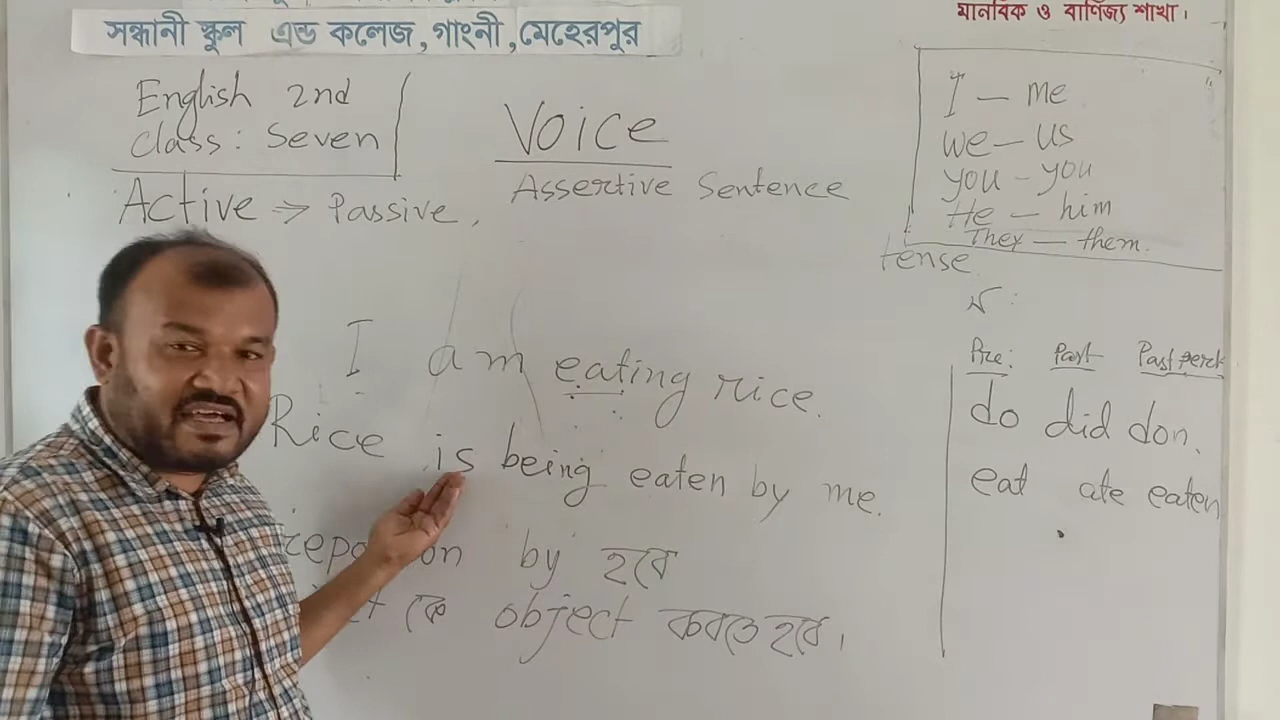 সন্ধানী স্কুল এন্ড কলেজ, গাংনী, মেহেরপুর
মানবিক ও বাণিজ্য শাখা।
English 2nd
Class: Seven
Voice
Assertive Sentence
Active ⇒ Passive,
I — me
we — us
you - you
He — him
They — them.
tense
I am eating rice.
Rice is being eaten by me.
by হবে
কে object করতে হবে।
Pre: Past Past
do did don.
eat ate eaten